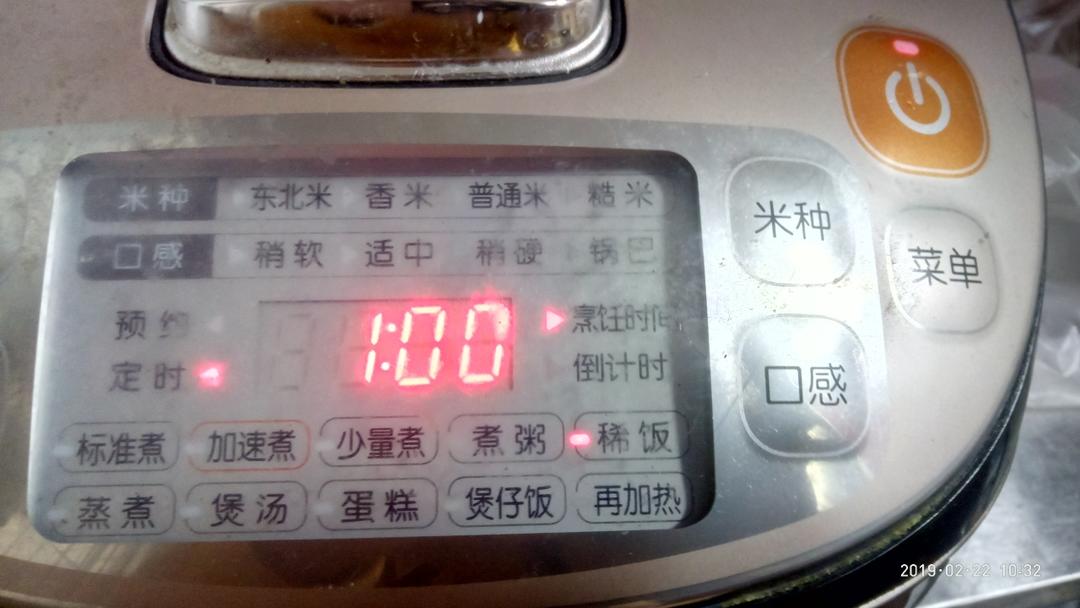 米种 东北米 香米 普通米 糙米
口感 稍软 适中 稍硬 锅巴
预约 1:00 烹饪时间
定时 倒计时
标准煮 加速煮 少量煮 煮粥 稀饭
蒸煮 煲汤 蛋糕 煲仔饭 再加热
米种
菜单
口感
2019-02-22 10-32